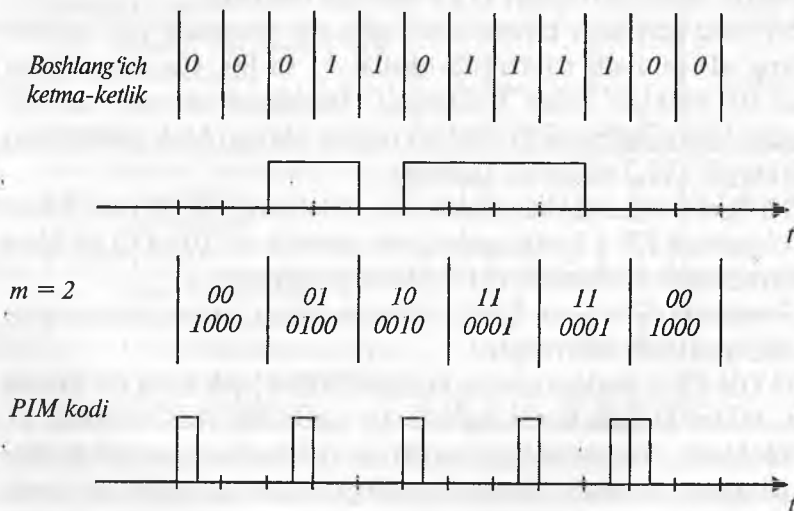 Boshlang‘ich
ketma-ketlik
0 0 0 1 1 0 1 1 1 1 0 0
t
m = 2
00 01 10 11 11 00
1000 0100 0010 0001 0001 1000
PIM kodi
t